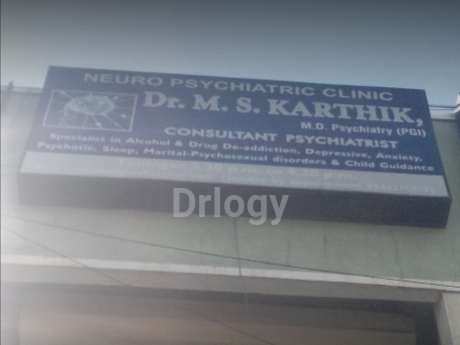 NEURO PSYCHIATRIC CLINIC
Dr. M. S. KARTHIK,
M.D. Psychiatry (PGI)
CONSULTANT PSYCHIATRIST
Specialist in Alcohol & Drug De-addiction, Depressive, Anxiety,
Psychotic, Sleep, Marital-Psychosexual disorders & Child Guidance
Drlogy